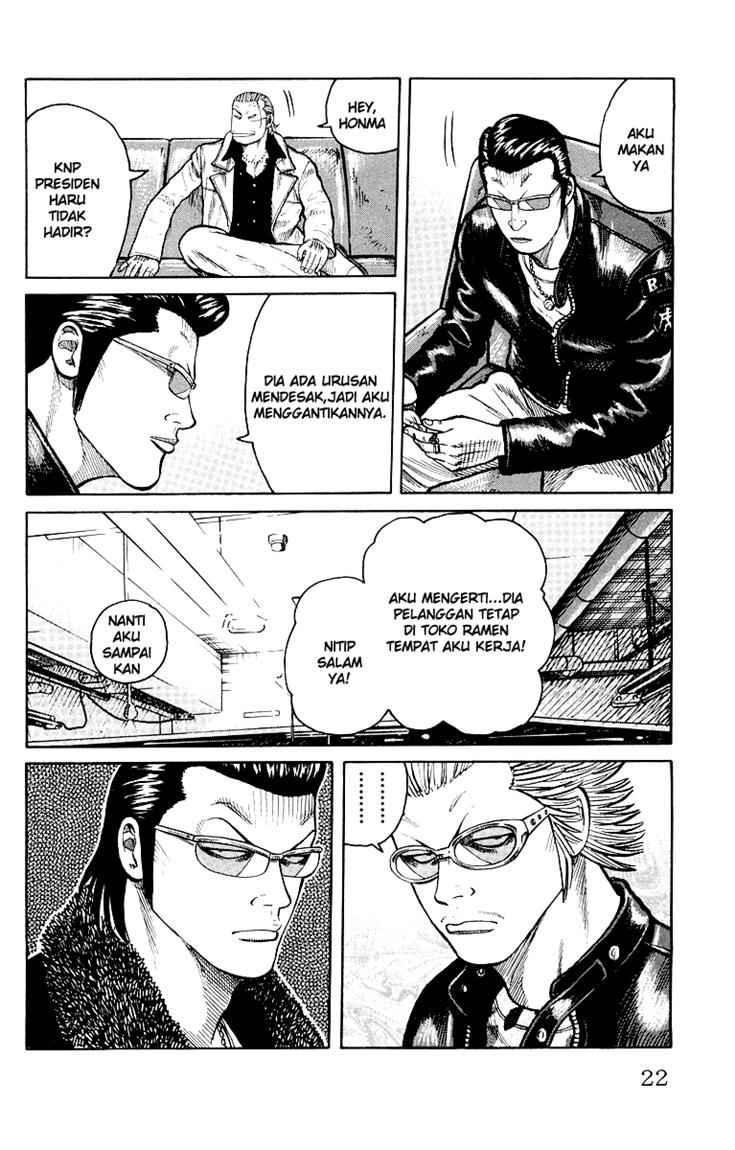 AKU
MAKAN
YA
HEY,
HONMA
KNP
PRESIDEN
HARU
TIDAK
HADIR?
DIA ADA URUSAN
MENDESAK,JADI AKU
MENGGANTIKANNYA.
AKU MENGERTI...DIA
PELANGGAN TETAP
DI TOKO RAMEN
TEMPAT AKU KERJA!
NITIP
SALAM
YA!
NANTI
AKU
SAMPAI
KAN
22